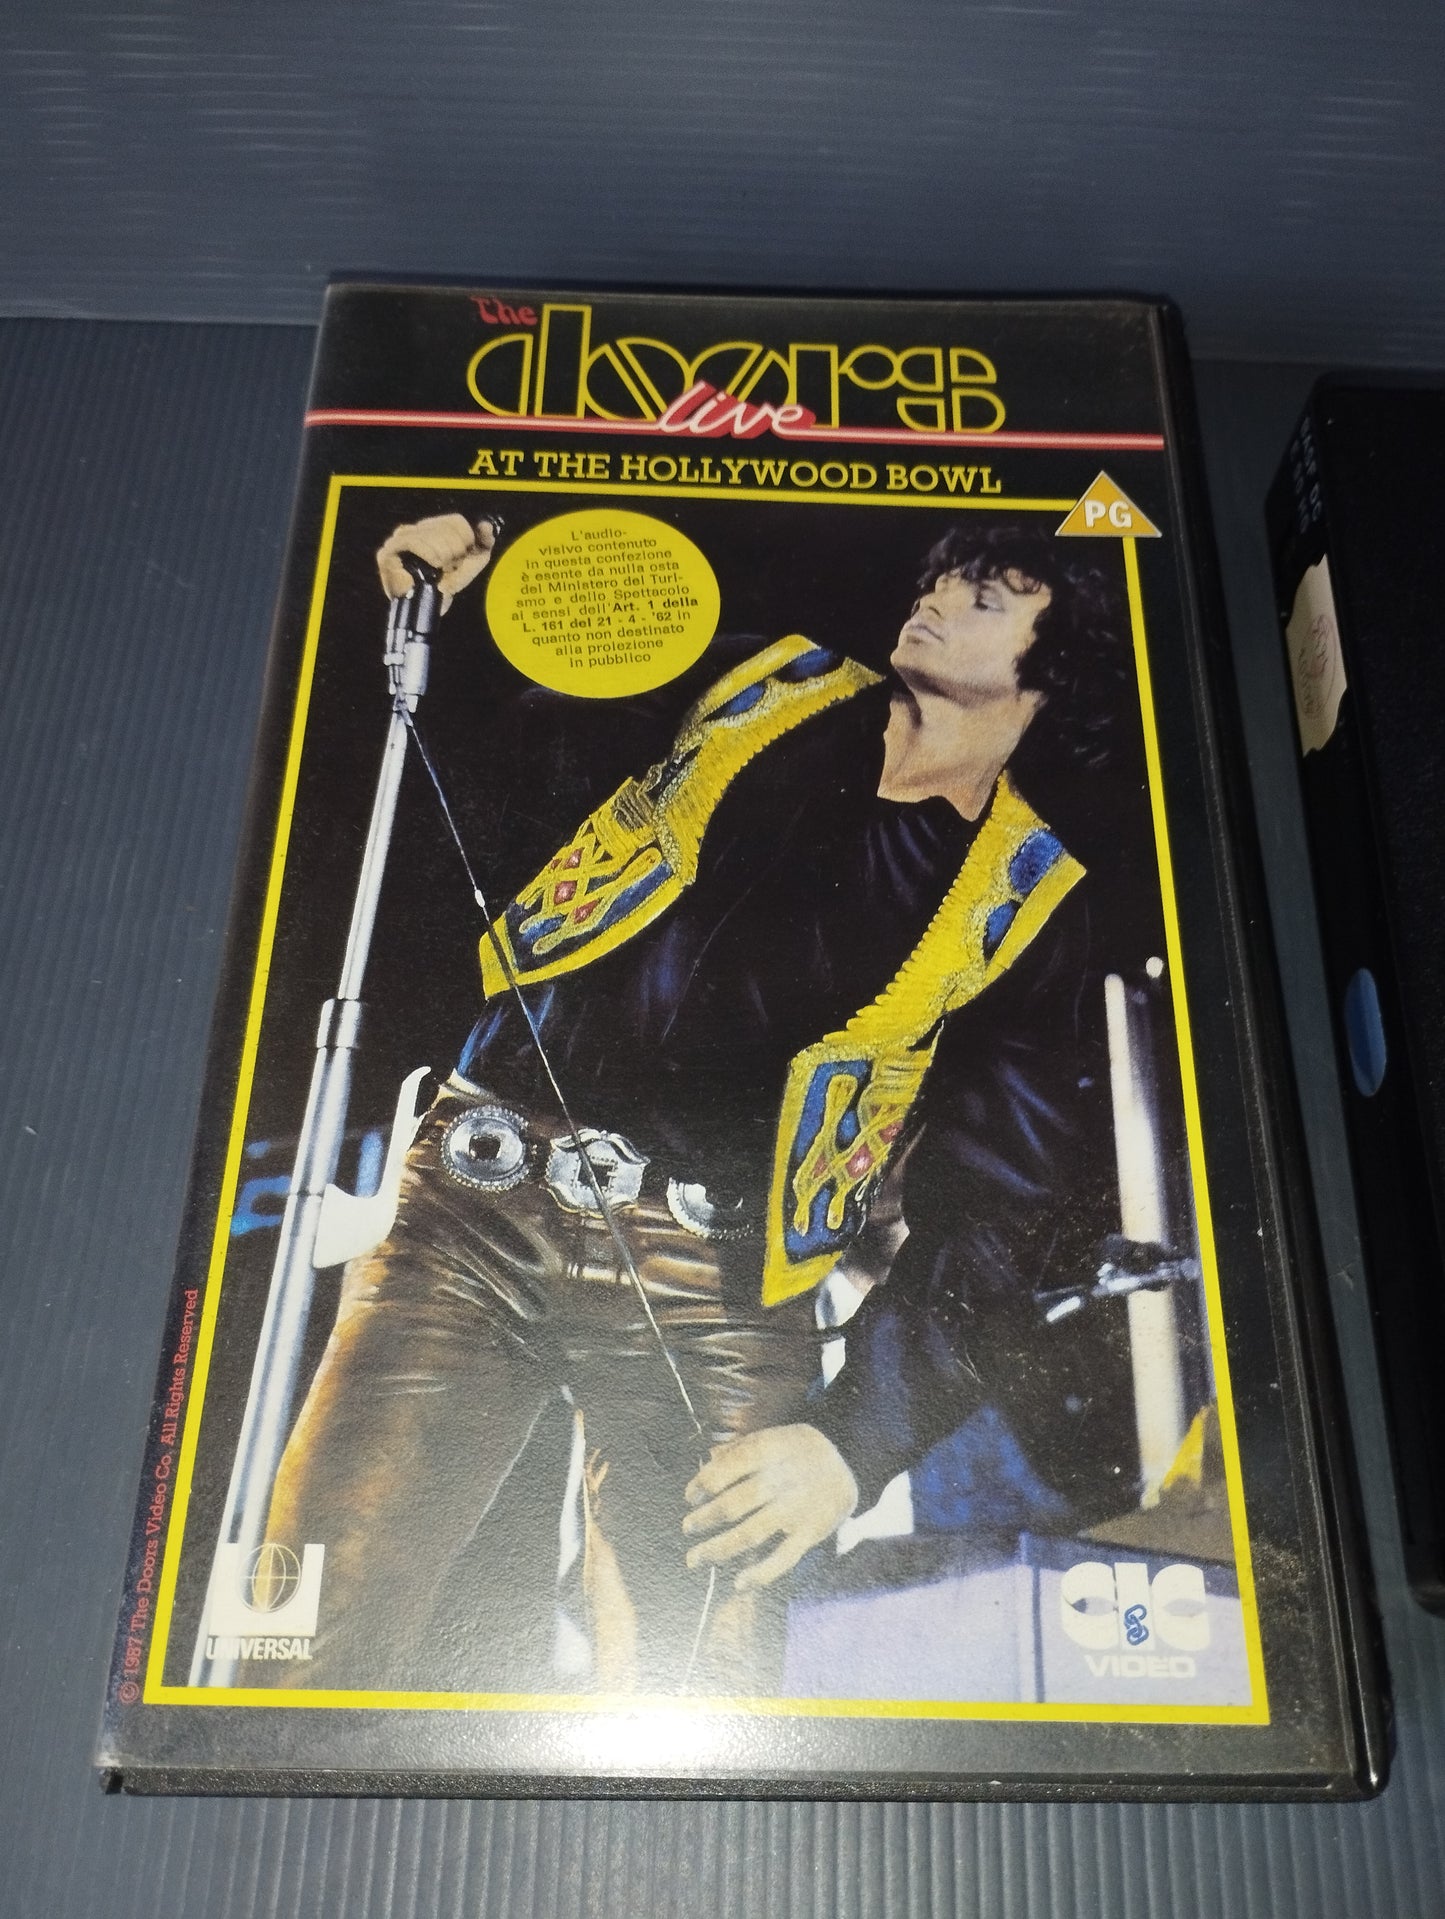 The
doors
live
AT THE HOLLYWOOD BOWL
PG
L'audio-
visivo contenuto
in questa confezione
è esente da nulla osta
del Ministero del Turi-
smo e dello Spettacolo
ai sensi dell'Art. 1 della
L. 161 del 21 - 4 - '62 in
quanto non destinato
alla proiezione
in pubblico
© 1987 The Doors Video Co. All Rights Reserved
UNIVERSAL
CIC
VIDEO